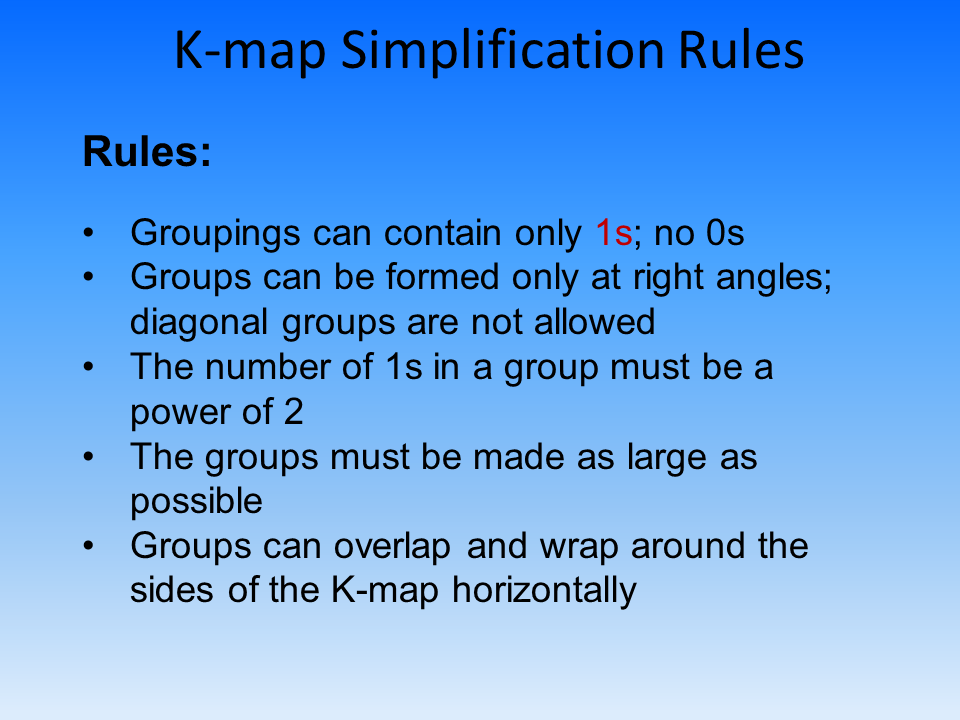 K-map Simplification Rules
Rules:
• Groupings can contain only 1s; no 0s
• Groups can be formed only at right angles;
diagonal groups are not allowed
• The number of 1s in a group must be a
power of 2
• The groups must be made as large as
possible
• Groups can overlap and wrap around the
sides of the K-map horizontally